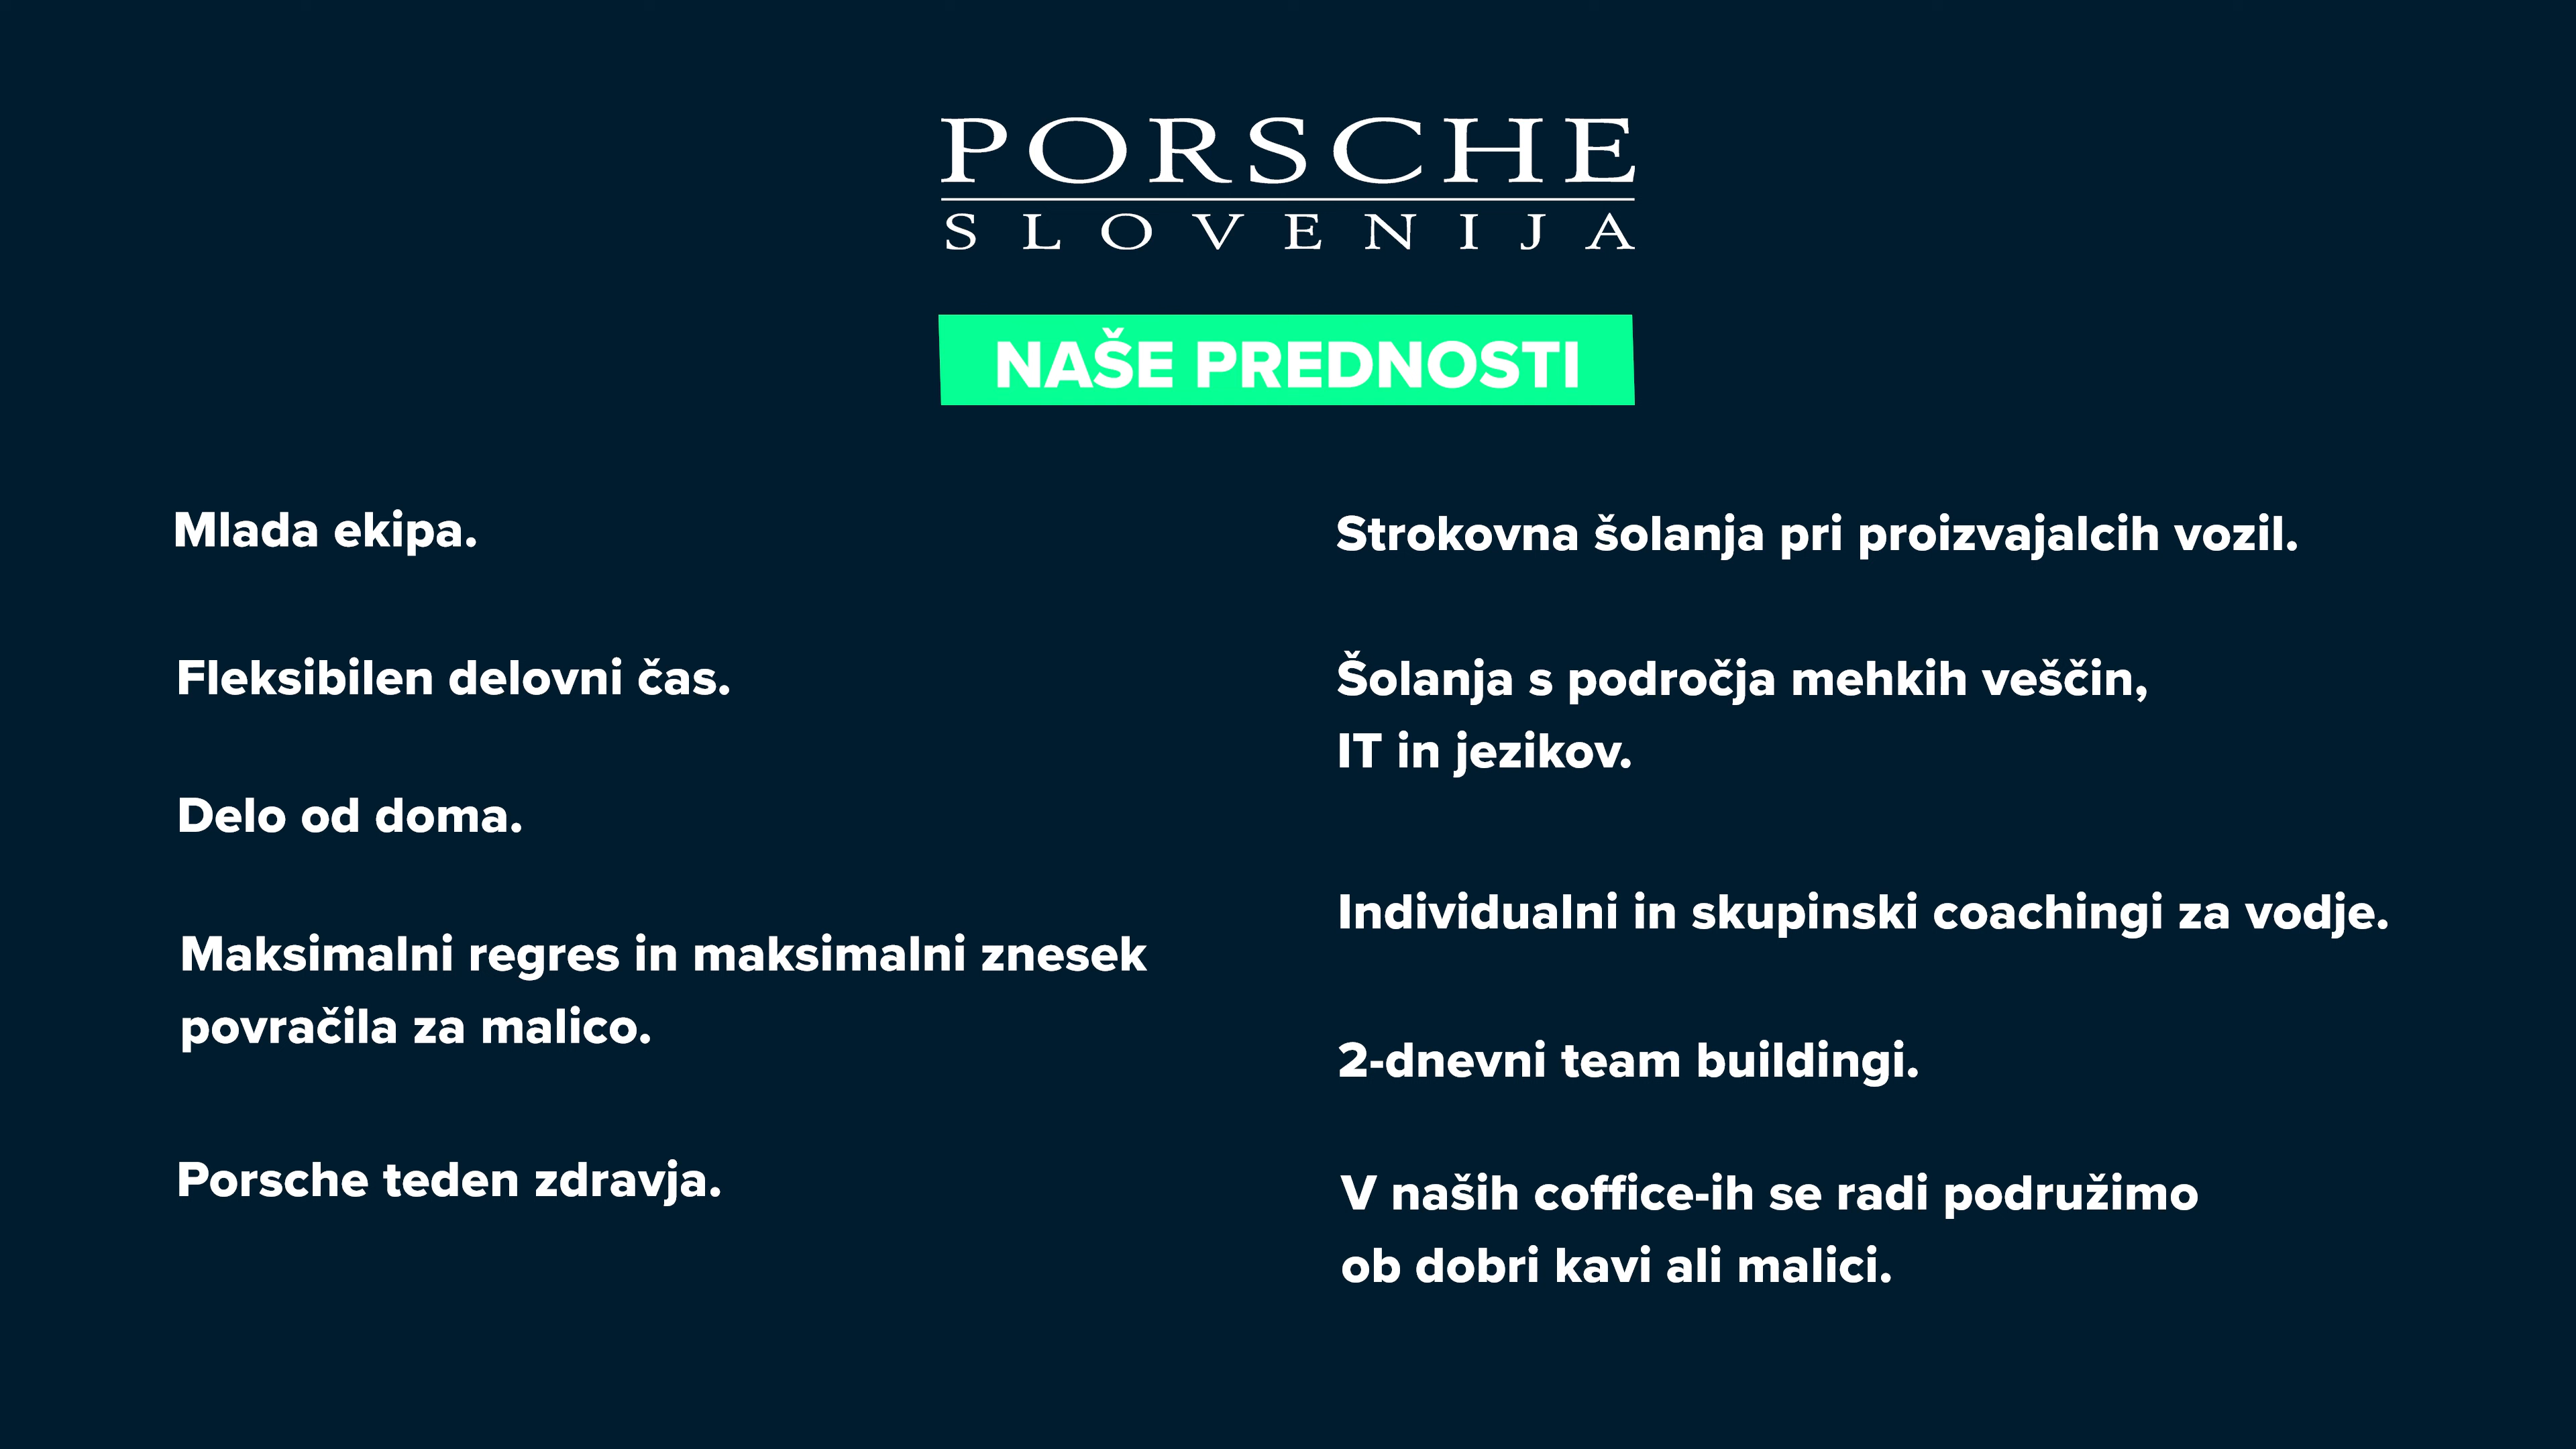 PORSCHE
SLOVENIJA
NAŠE PREDNOSTI
Mlada ekipa.
Fleksibilen delovni čas.
Delo od doma.
Maksimalni regres in maksimalni znesek
povračila za malico.
Porsche teden zdravja.
Strokovna šolanja pri proizvajalcih vozil.
Šolanja s področja mehkih veščin,
IT in jezikov.
Individualni in skupinski coachingi za vodje.
2-dnevni team buildingi.
V naših coffice-ih se radi podružimo
ob dobri kavi ali malici.